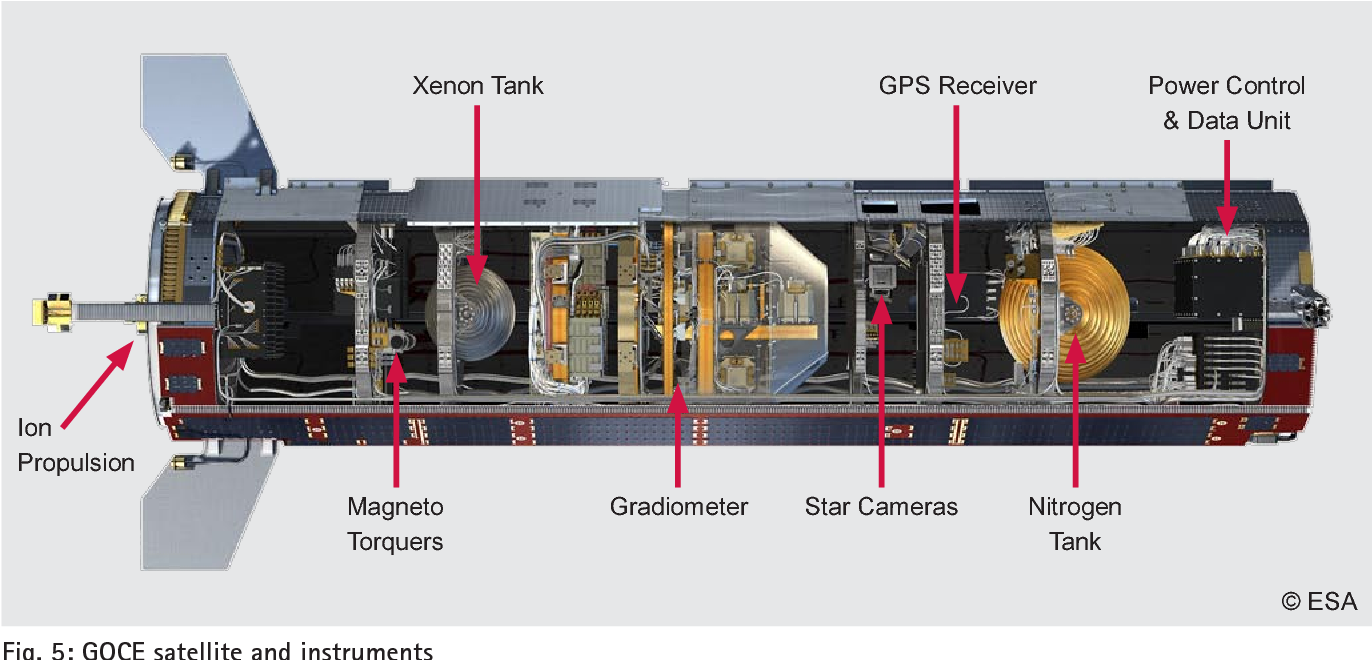 Xenon Tank
GPS Receiver
Power Control
& Data Unit
Ion
Propulsion
Magneto
Torquers
Gradiometer
Star Cameras
Nitrogen
Tank
© ESA
Fig. 5: GOCE satellite and instruments